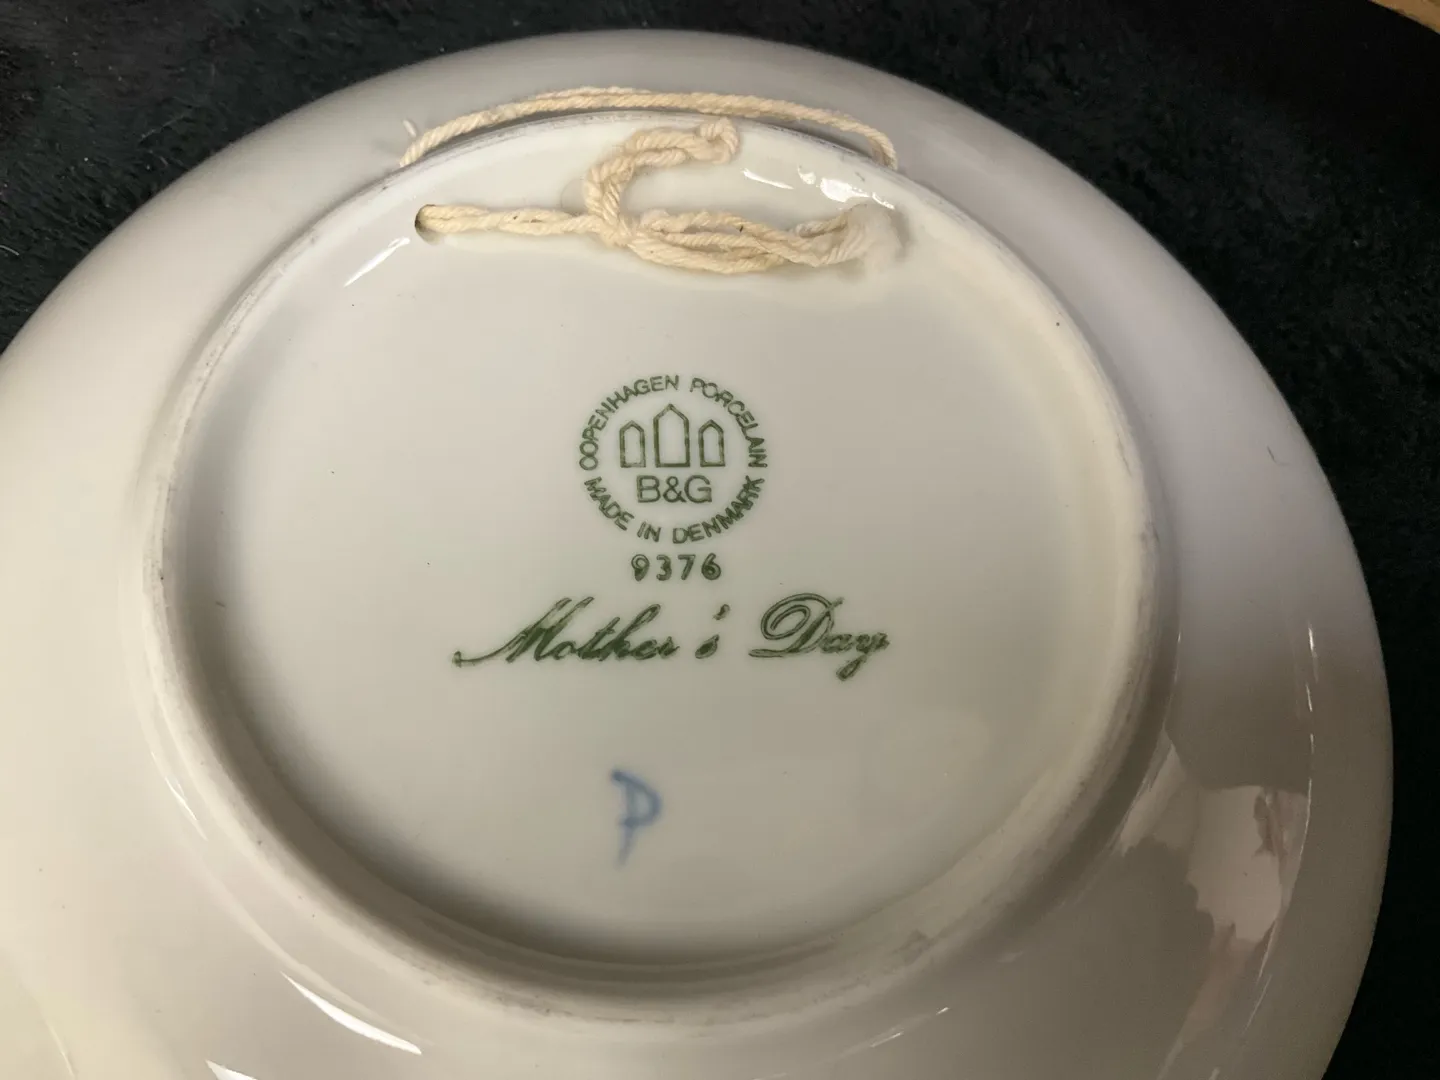 COPENHAGEN PORCELAIN
B&G
MADE IN DENMARK
9376
Mother's Day
P